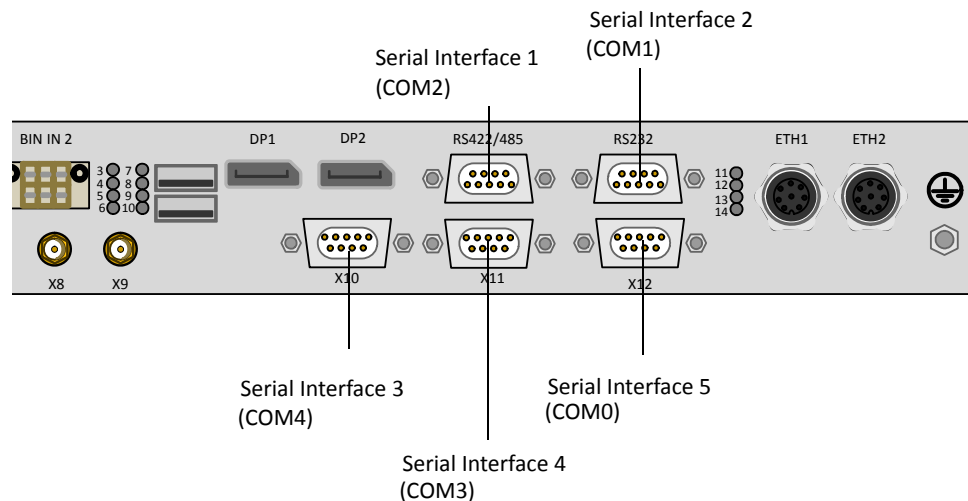 Serial Interface 2
(COM1)
Serial Interface 1
(COM2)
BIN IN 2
DP1
DP2
RS422/485
RS232
ETH1
ETH2
3 7
4 8
5 9
6 10
11
12
13
14
X8
X9
X10
X11
X12
Serial Interface 3
(COM4)
Serial Interface 5
(COM0)
Serial Interface 4
(COM3)